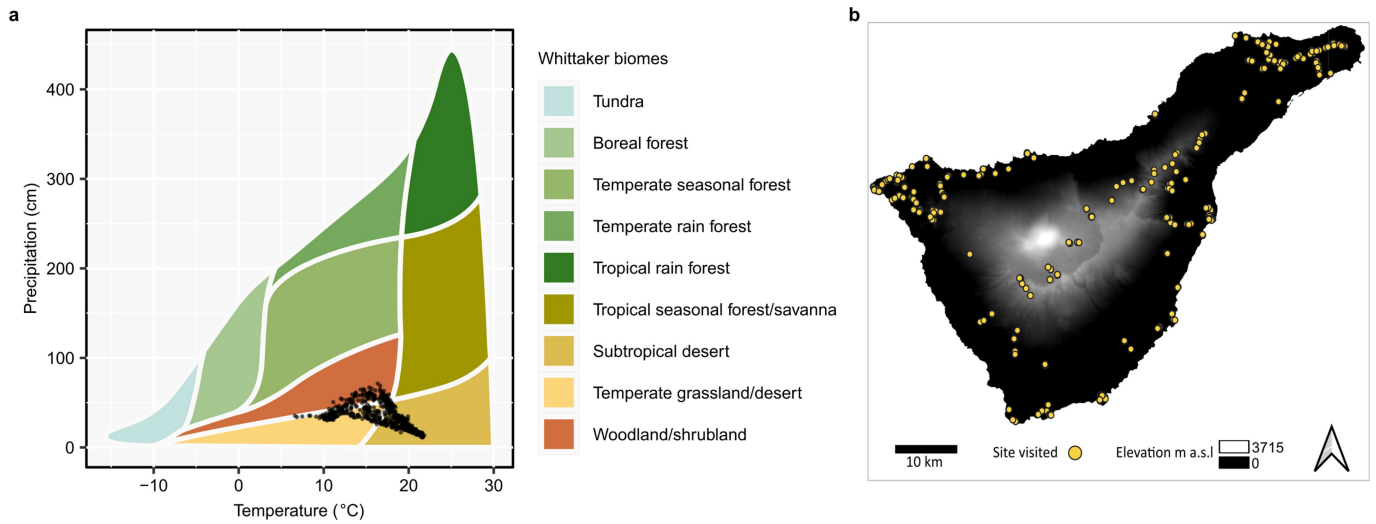 a
Precipitation (cm)
400
300
200
100
0
−10
0
10
20
30
Temperature (°C)
Whittaker biomes
Tundra
Boreal forest
Temperate seasonal forest
Temperate rain forest
Tropical rain forest
Tropical seasonal forest/savanna
Subtropical desert
Temperate grassland/desert
Woodland/shrubland
b
10 km
Site visited
Elevation m a.s.l
3715
0